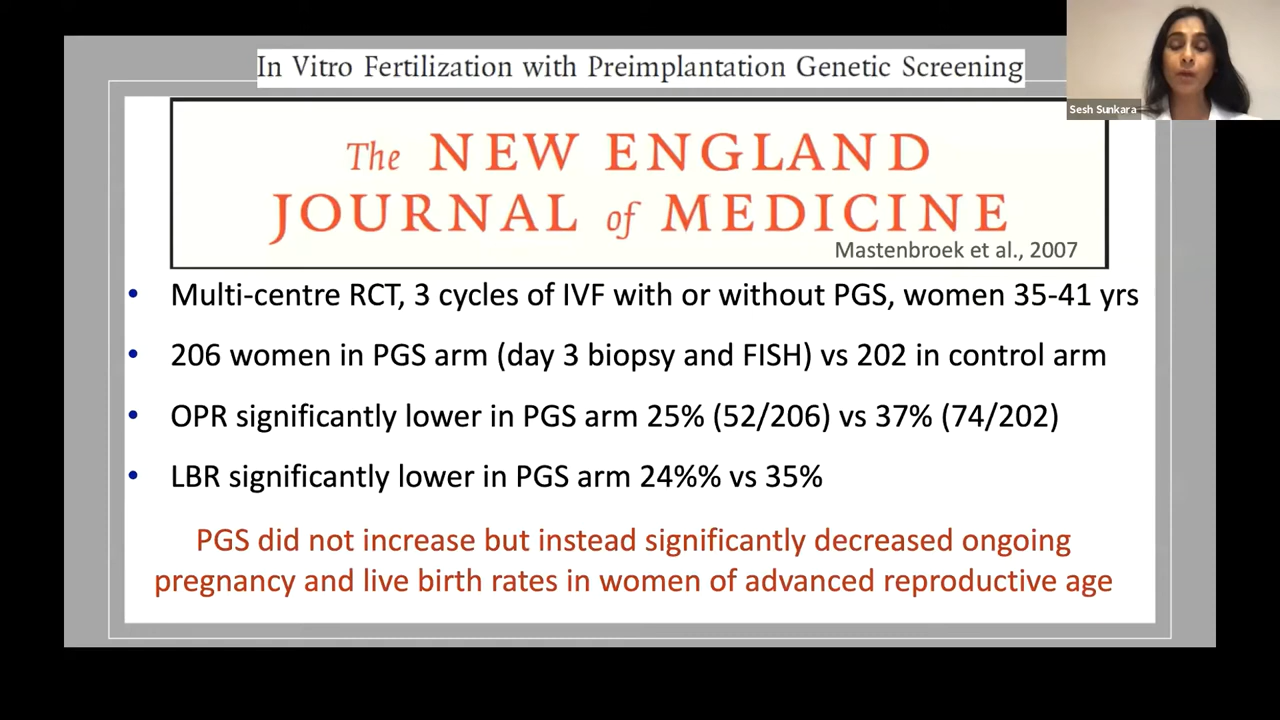 In Vitro Fertilization with Preimplantation Genetic Screening
Sesh Sunkara
The NEW ENGLAND
JOURNAL of MEDICINE
Mastenbroek et al., 2007
• Multi-centre RCT, 3 cycles of IVF with or without PGS, women 35-41 yrs
• 206 women in PGS arm (day 3 biopsy and FISH) vs 202 in control arm
• OPR significantly lower in PGS arm 25% (52/206) vs 37% (74/202)
• LBR significantly lower in PGS arm 24%% vs 35%
PGS did not increase but instead significantly decreased ongoing
pregnancy and live birth rates in women of advanced reproductive age